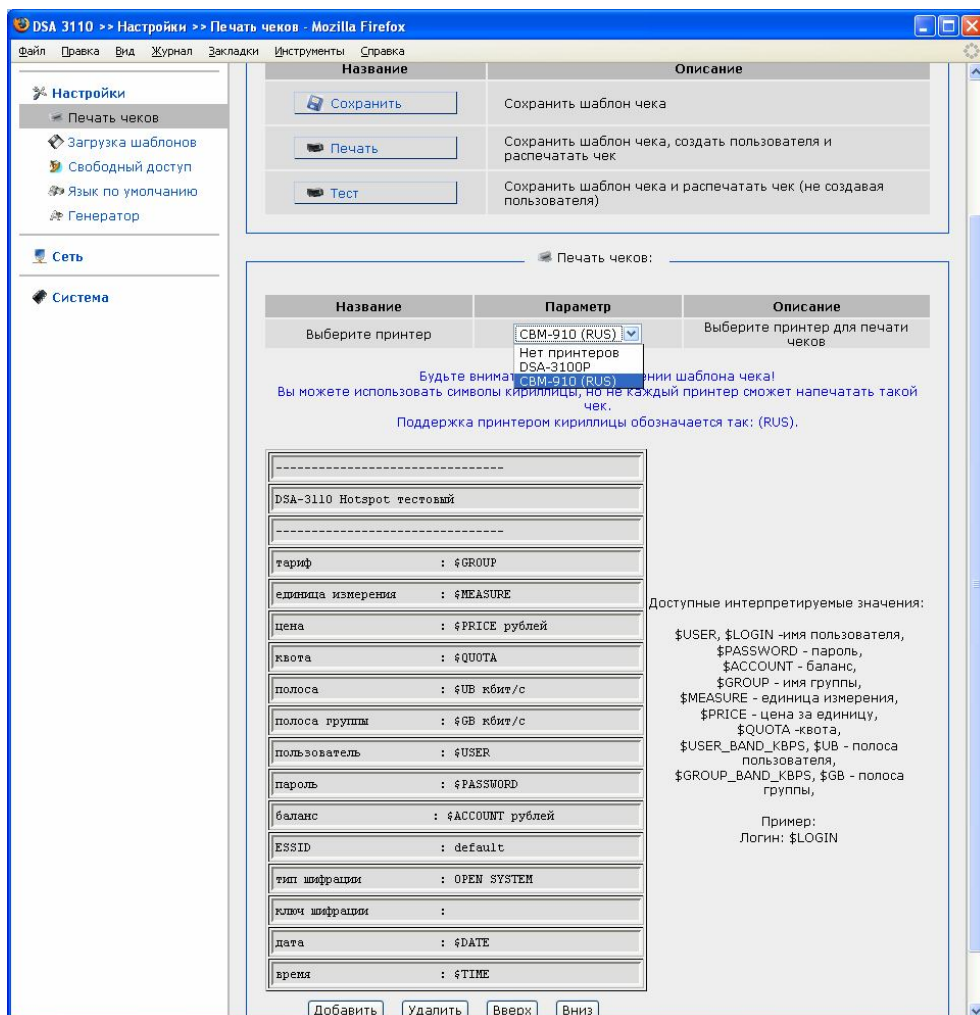 DSA 3110 >> Настройки >> Печать чеков - Mozilla Firefox
Файл Правка Вид Журнал Закладки Инструменты Справка
Настройки
Печать чеков
Загрузка шаблонов
Свободный доступ
Язык по умолчанию
Генератор
Сеть
Система
Название Описание
Сохранить Сохранить шаблон чека
Печать Сохранить шаблон чека, создать пользователя и
распечатать чек
Тест Сохранить шаблон чека и распечатать чек (не создавая
пользователя)
Печать чеков:
Название Параметр Описание
Выберите принтер CBM-910 (RUS) Выберите принтер для печати
чеков
Нет принтеров
DSA-3100P
CBM-910 (RUS)
Будьте внимат нии шаблона чека!
Вы можете использовать символы кириллицы, но не каждый принтер сможет напечатать такой
чек.
Поддержка принтером кириллицы обозначается так: (RUS).
--------------------------------
DSA-3110 Hotspot тестовый
--------------------------------
тариф : $GROUP
единица измерения : $MEASURE
цена : $PRICE рублей
квота : $QUOTA
полоса : $UB кбит/с
полоса группы : $GB кбит/с
пользователь : $USER
пароль : $PASSWORD
баланс : $ACCOUNT рублей
ESSID : default
тип шифрации : OPEN SYSTEM
ключ шифрации :
дата : $DATE
время : $TIME
Доступные интерпретируемые значения:
$USER, $LOGIN -имя пользователя,
$PASSWORD - пароль,
$ACCOUNT - баланс,
$GROUP - имя группы,
$MEASURE - единица измерения,
$PRICE - цена за единицу,
$QUOTA -квота,
$USER_BAND_KBPS, $UB - полоса
пользователя,
$GROUP_BAND_KBPS, $GB - полоса
группы,
Пример:
Логин: $LOGIN
Добавить Удалить Вверх Вниз